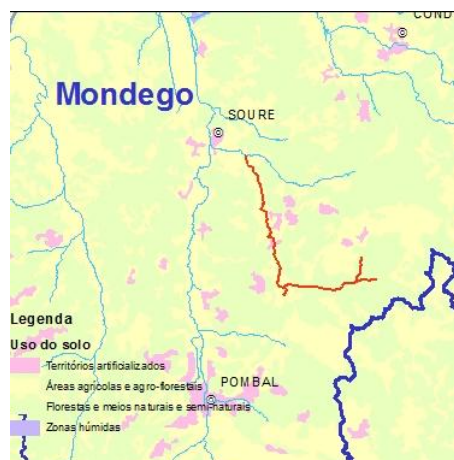 COND
Mondego
SOURE
Legenda
Uso do solo
Territórios artificializados
Áreas agrícolas e agro-florestais
POMBAL
Florestas e meios naturais e semi-naturais
Zonas húmidas